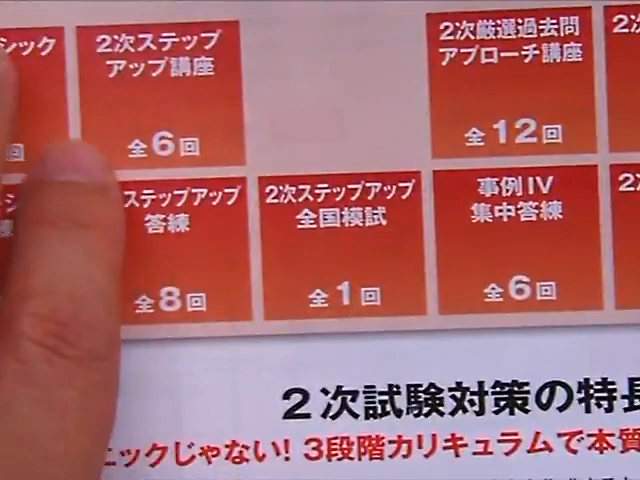 シック
2次ステップ
アップ講座
全6回
2次厳選過去問
アプローチ講座
全12回
2次
回
ステップアップ
答練
全8回
2次ステップアップ
全国模試
全1回
事例IV
集中答練
全6回
2次試験対策の特長
ニックじゃない!3段階カリキュラムで本質